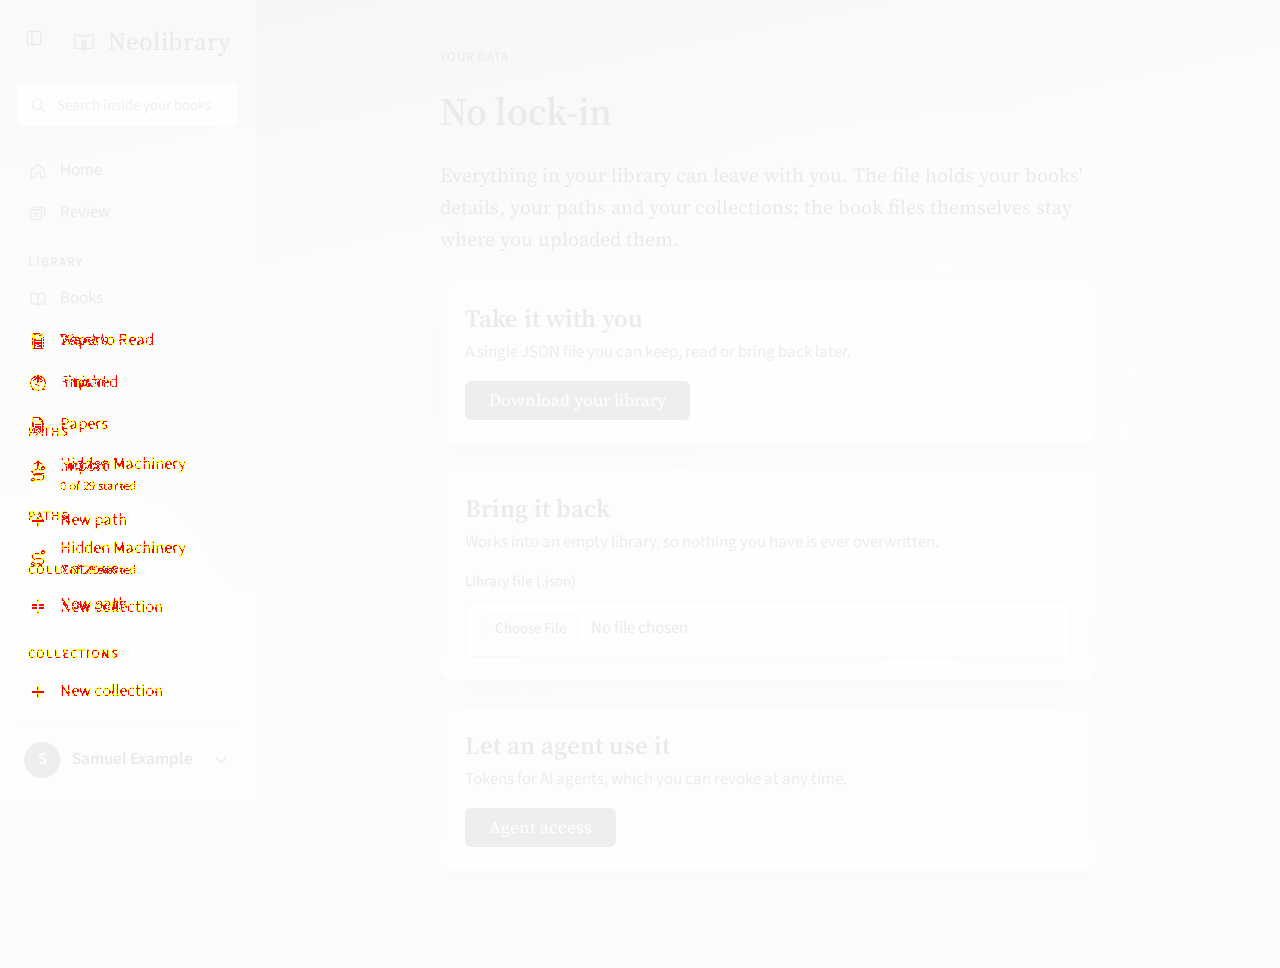 Neolibrary
Search inside your books
Home
Review
LIBRARY
Books
Papers
PATHS
Hidden Machinery
0 of 29 started
New path
PATHS
Hidden Machinery
New collection
COLLECTIONS
New collection
S
Samuel Example
YOUR DATA
No lock-in
Everything in your library can leave with you. The file holds your books'
details, your paths and your collections; the book files themselves stay
where you uploaded them.
Take it with you
A single JSON file you can keep, read or bring back later.
Download your library
Bring it back
Works into an empty library, so nothing you have is ever overwritten.
Library file (.json)
Choose File No file chosen
Let an agent use it
Tokens for AI agents, which you can revoke at any time.
Agent access